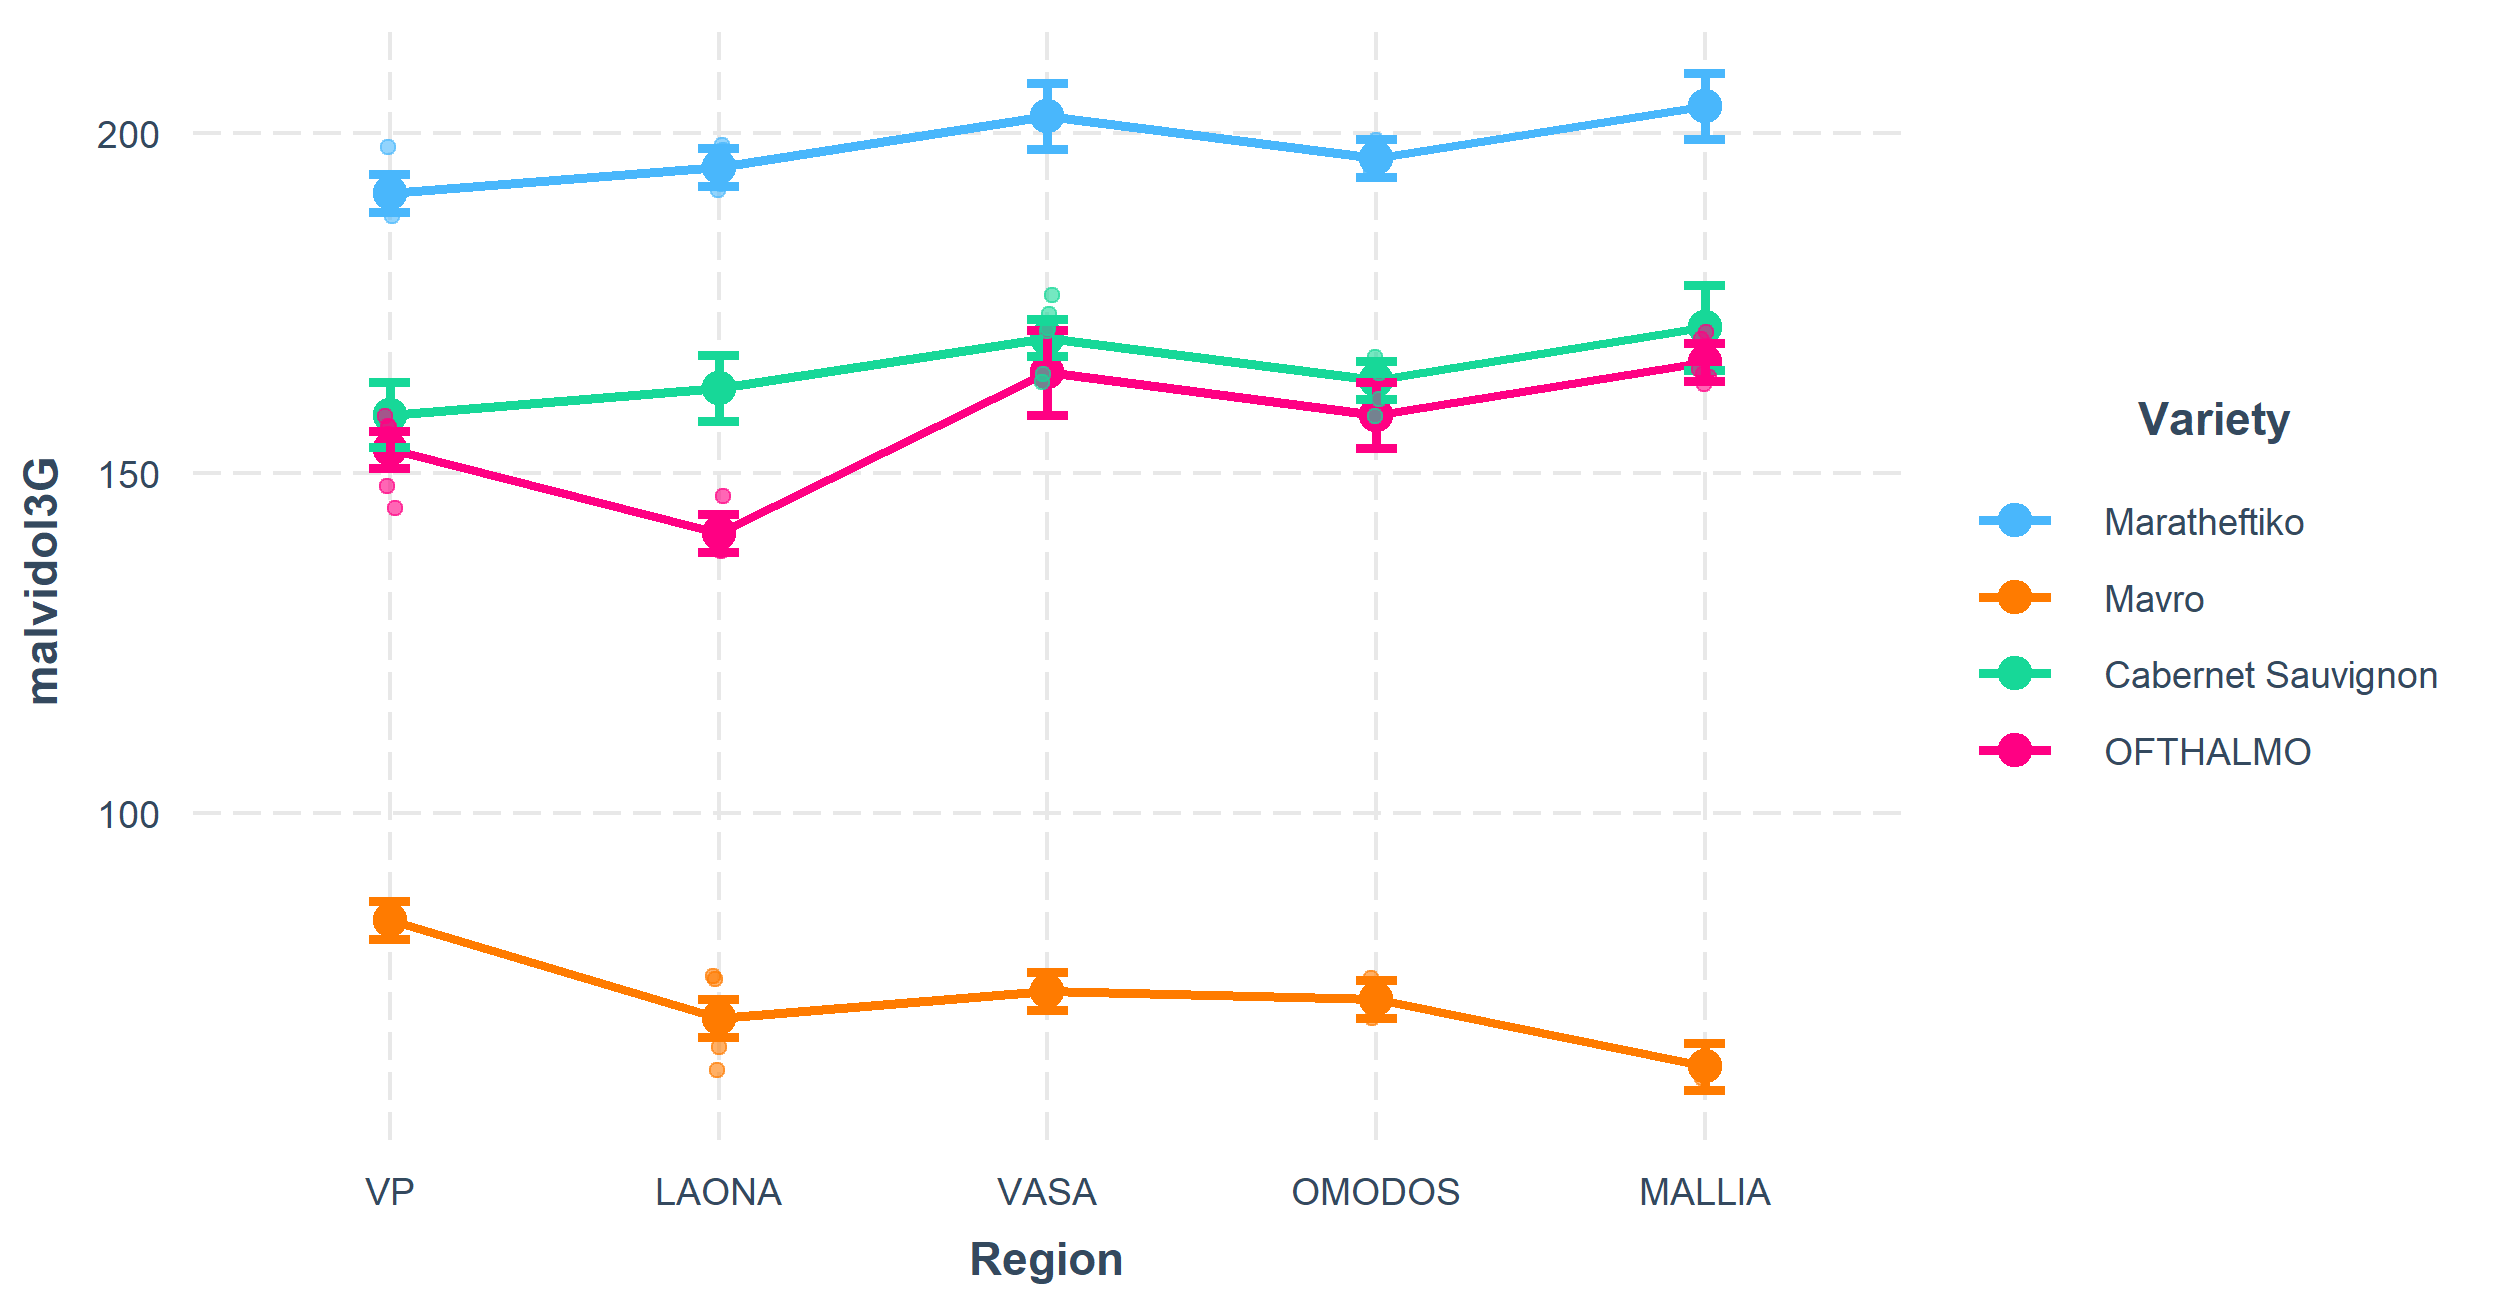 malvidol3G
200
150
100
VP
LAONA
VASA
OMODOS
MALLIA
Region
Variety
Maratheftiko
Mavro
Cabernet Sauvignon
OFTHALMO